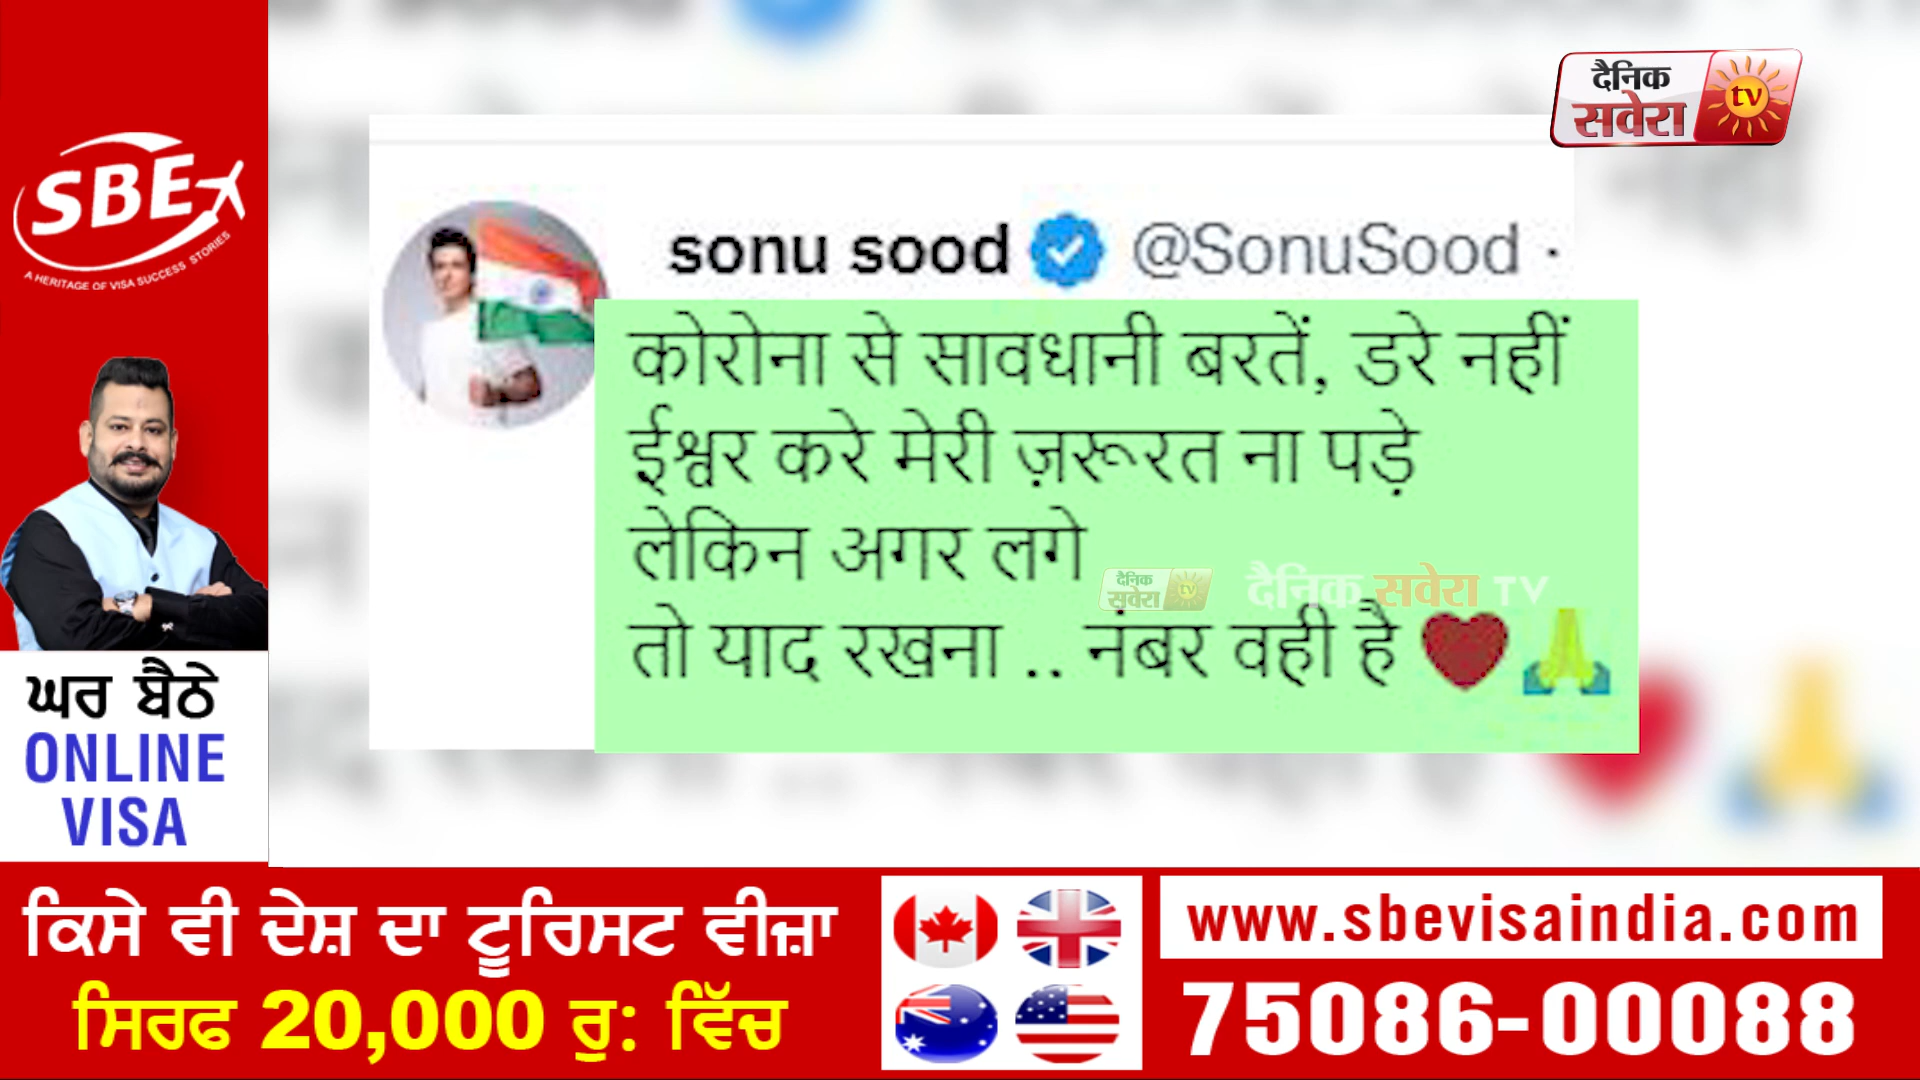 दैनिक
सवेरा
tv
SBE
A HERITAGE OF VISA SUCCESS STORIES
sonu sood @SonuSood ·
कोरोना से सावधानी बरतें, डरे नहीं
ईश्वर करे मेरी ज़रूरत ना पड़े
लेकिन अगर लगे
दैनिक सवेरा tv दैनिक सवेरा TV
तो याद रखना .. नंबर वही है ❤️🙏
ਘਰ ਬੈਠੇ
ONLINE
VISA
ਕਿਸੇ ਵੀ ਦੇਸ਼ ਦਾ ਟੂਰਿਸਟ ਵੀਜ਼ਾ
ਸਿਰਫ 20,000 ਰੁ: ਵਿੱਚ
www.sbevisaindia.com
75086-00088